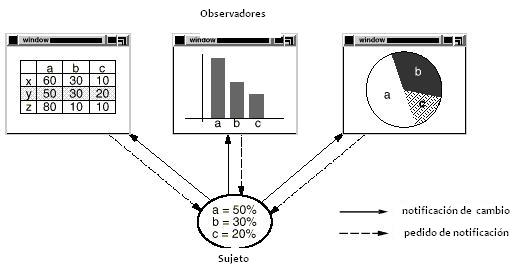 Observadores
window
a b c
x 60 30 10
y 50 30 20
z 80 10 10
window
a b c
window
a
b
c
a = 50%
b = 30%
c = 20%
Sujeto
notificación de cambio
pedido de notificación